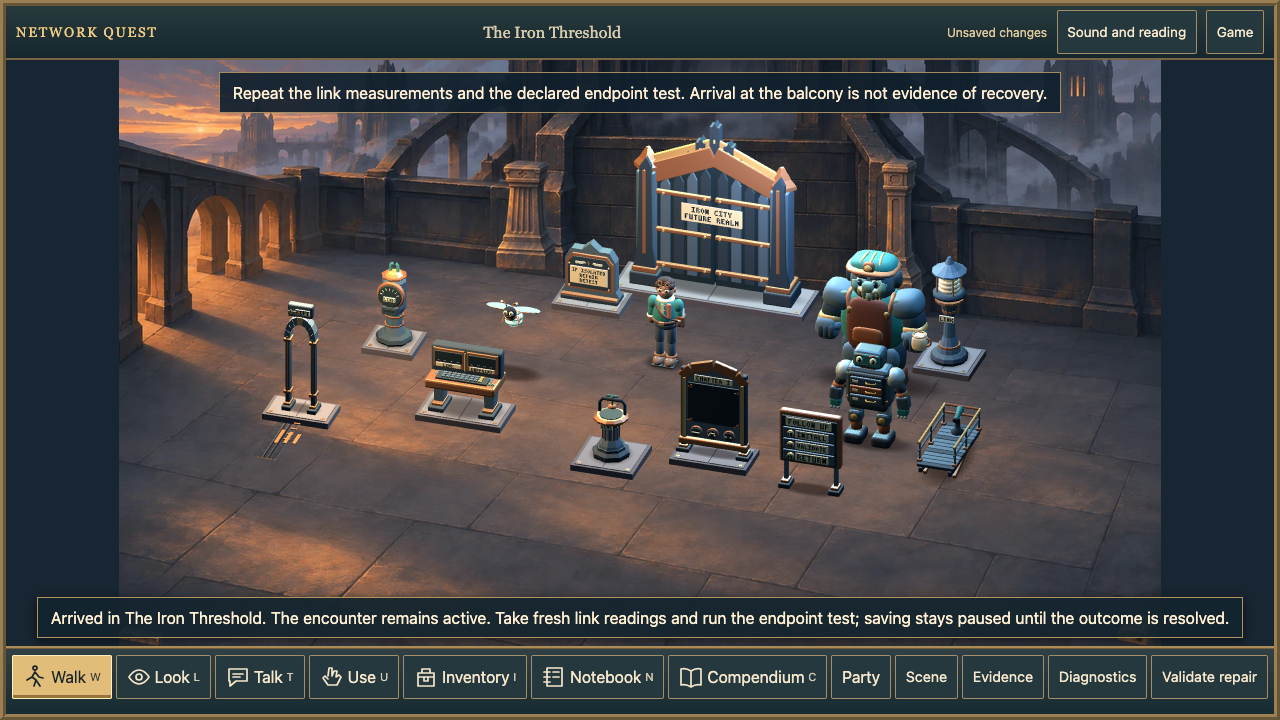 NETWORK QUEST
The Iron Threshold
Unsaved changes
Sound and reading
Game
Repeat the link measurements and the declared endpoint test. Arrival at the balcony is not evidence of recovery.
IRON CITY
FUTURE REALM
Arrived in The Iron Threshold. The encounter remains active. Take fresh link readings and run the endpoint test; saving stays paused until the outcome is resolved.
Walk W
Look L
Talk T
Use U
Inventory I
Notebook N
Compendium C
Party
Scene
Evidence
Diagnostics
Validate repair